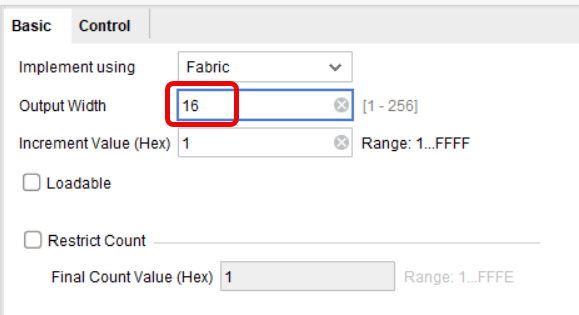 Basic Control
Implement using Fabric
Output Width 16 [1 - 256]
Increment Value (Hex) 1 Range: 1...FFFF
Loadable
Restrict Count
Final Count Value (Hex) 1 Range: 1...FFFE